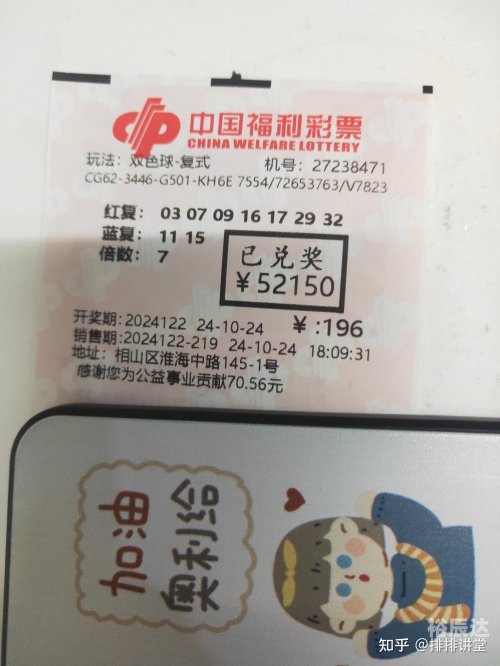 中国福利彩票
CHINA WELFARE LOTTERY
玩法：双色球-复式 机号：27238471
CG62-3446-G501-KH6E 7554/72653763/V7823
红复： 03 07 09 16 17 29 32
蓝复： 11 15
倍数： 7
已兑奖
￥52150
开奖期:2024122 24-10-24 ￥:196
销售期:2024122-219 24-10-24 18:09:31
地址：相山区淮海中路145-1号
感谢您为公益事业贡献70.56元
加油
奥利给
裕辰达
知乎 @排排讲堂